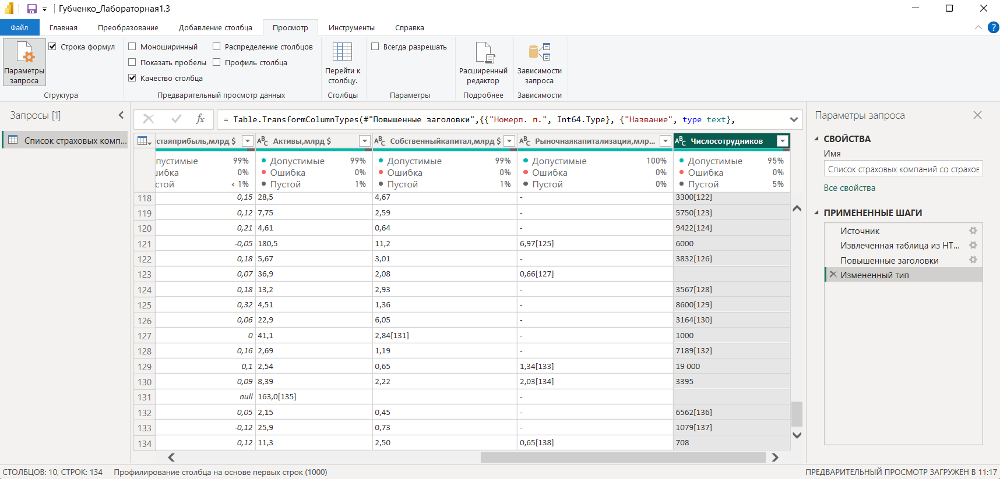 Губченко_Лабораторная1.3
Файл Главная Преобразование Добавление столбца Просмотр Инструменты Справка
Параметры запроса
Строка формул
Структура
Моноширинный
Показать пробелы
Качество столбца
Распределение столбцов
Профиль столбца
Предварительный просмотр данных
Перейти к столбцу.
Столбцы
Всегда разрешать
Параметры
Расширенный редактор
Подробнее
Зависимости запроса
Зависимости
Запросы [1]
Список страховых комп...
fx = Table.TransformColumnTypes(#"Повышенные заголовки",{{"Номерп. п.", Int64.Type}, {"Название", type text},
стаяприбыль,млрд $ ABC Активы,млрд $ ABC Собственныйкапитал,млрд $ ABC Рыночнаякапитализация,млр... ABC Числосотрудников
пустимые 99% Допустимые 99% Допустимые 99% Допустимые 100% Допустимые 95%
ибка 0% Ошибка 0% Ошибка 0% Ошибка 0% Ошибка 0%
стой < 1% Пустой 1% Пустой 1% Пустой 0% Пустой 5%
118 0,15 28,5 4,67 - 3300[122]
119 0,12 7,75 2,59 - 5750[123]
120 0,21 4,61 0,64 - 9422[124]
121 -0,05 180,5 11,2 6,97[125] 6000
122 0,18 5,67 3,01 - 3832[126]
123 0,07 36,9 2,08 0,66[127]
124 0,18 13,2 2,93 - 3567[128]
125 0,32 4,51 1,36 - 8600[129]
126 0,06 22,9 6,05 - 3164[130]
127 0 41,1 2,84[131] - 1000
128 0,16 2,69 1,19 - 7189[132]
129 0,1 2,54 0,65 1,34[133] 19 000
130 0,09 8,39 2,22 2,03[134] 3395
131 null 163,0[135] -
132 0,05 2,15 0,45 - 6562[136]
133 -0,12 25,9 0,73 - 1079[137]
134 0,12 11,3 2,50 0,65[138] 708
Параметры запроса
СВОЙСТВА
Имя
Список страховых компаний со страхов
Все свойства
ПРИМЕНЕННЫЕ ШАГИ
Источник
Извлеченная таблица из HT...
Повышенные заголовки
Измененный тип
СТОЛБЦОВ: 10, СТРОК: 134 Профилирование столбца на основе первых строк (1000) ПРЕДВАРИТЕЛЬНЫЙ ПРОСМОТР ЗАГРУЖЕН В 11:17